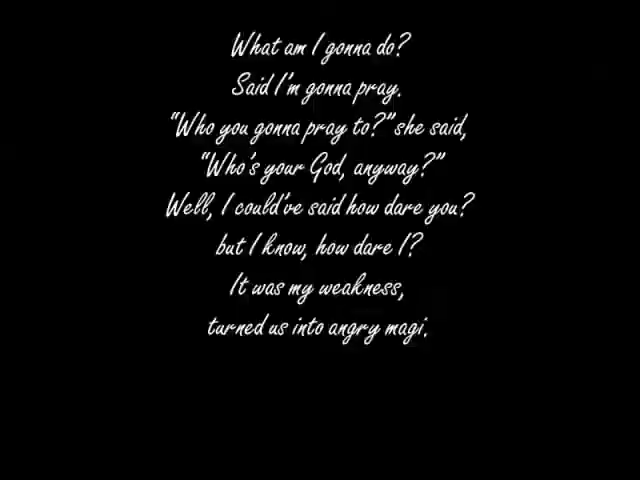 What am I gonna do?
Said I'm gonna pray.
"Who you gonna pray to?" she said,
"Who's your God, anyway?"
Well, I could've said how dare you?
but I know, how dare I?
It was my weakness,
turned us into angry magi.